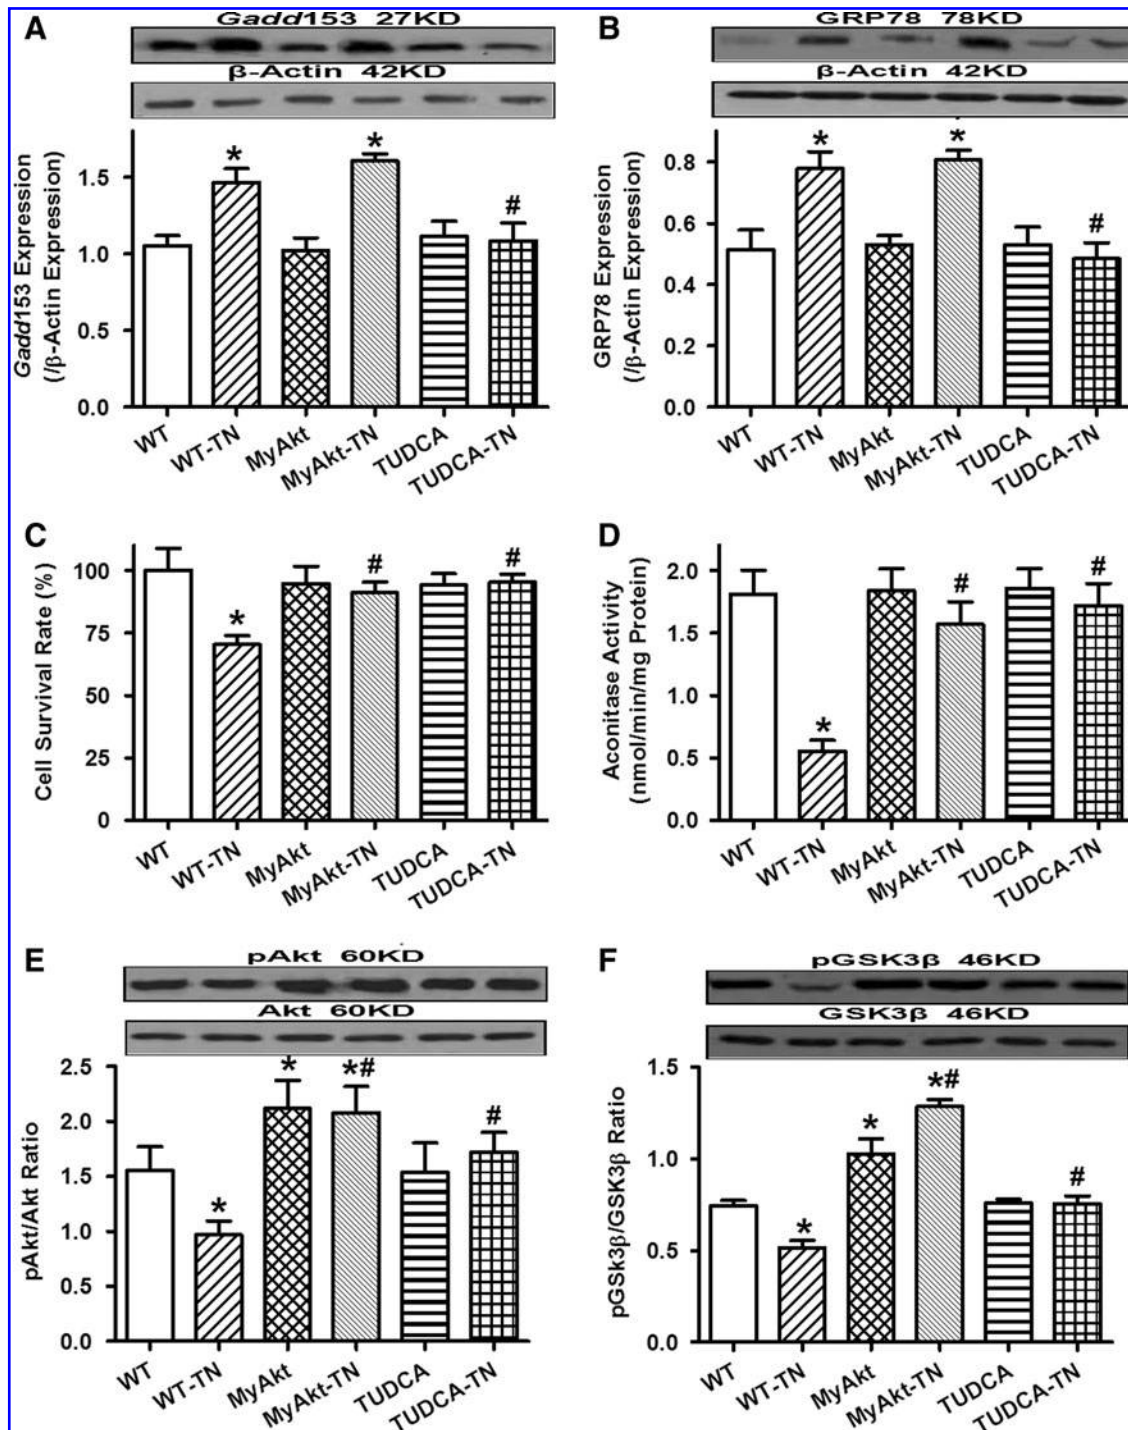 A
Gadd153 27KD
β-Actin 42KD
Gadd153 Expression
(/β-Actin Expression)
1.5
1.0
0.5
0.0
*
*
#
WT
WT-TN
MyAkt
MyAkt-TN
TUDCA
TUDCA-TN
B
GRP78 78KD
β-Actin 42KD
GRP78 Expression
(/β-Actin Expression)
0.8
0.6
0.4
0.2
0.0
*
*
#
WT
WT-TN
MyAkt
MyAkt-TN
TUDCA
TUDCA-TN
C
Cell Survival Rate (%)
100
75
50
25
0
*
#
#
WT
WT-TN
MyAkt
MyAkt-TN
TUDCA
TUDCA-TN
D
Aconitase Activity
(nmol/min/mg Protein)
2.0
1.5
1.0
0.5
0.0
*
#
#
WT
WT-TN
MyAkt
MyAkt-TN
TUDCA
TUDCA-TN
E
pAkt 60KD
Akt 60KD
pAkt/Akt Ratio
2.5
2.0
1.5
1.0
0.5
0.0
*
*
*#
#
WT
WT-TN
MyAkt
MyAkt-TN
TUDCA
TUDCA-TN
F
pGSK3β 46KD
GSK3β 46KD
pGSk3β/GSK3β Ratio
1.5
1.0
0.5
0.0
*
*
*#
#
WT
WT-TN
MyAkt
MyAkt-TN
TUDCA
TUDCA-TN